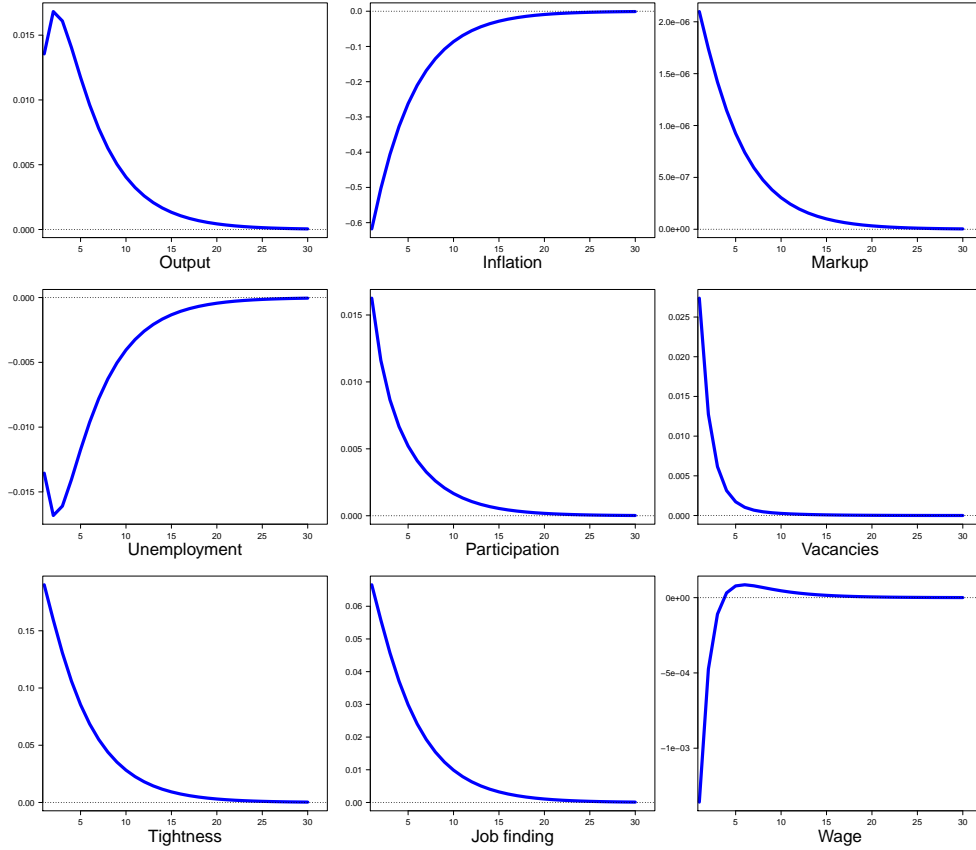 0.015
0.010
0.005
0.000
5 10 15 20 25 30
Output
0.0
−0.1
−0.2
−0.3
−0.4
−0.5
−0.6
5 10 15 20 25 30
Inflation
2.0e−06
1.5e−06
1.0e−06
5.0e−07
0.0e+00
5 10 15 20 25 30
Markup
0.000
−0.005
−0.010
−0.015
5 10 15 20 25 30
Unemployment
0.015
0.010
0.005
0.000
5 10 15 20 25 30
Participation
0.025
0.020
0.015
0.010
0.005
0.000
5 10 15 20 25 30
Vacancies
0.15
0.10
0.05
0.00
5 10 15 20 25 30
Tightness
0.06
0.05
0.04
0.03
0.02
0.01
0.00
5 10 15 20 25 30
Job finding
0e+00
−5e−04
−1e−03
5 10 15 20 25 30
Wage